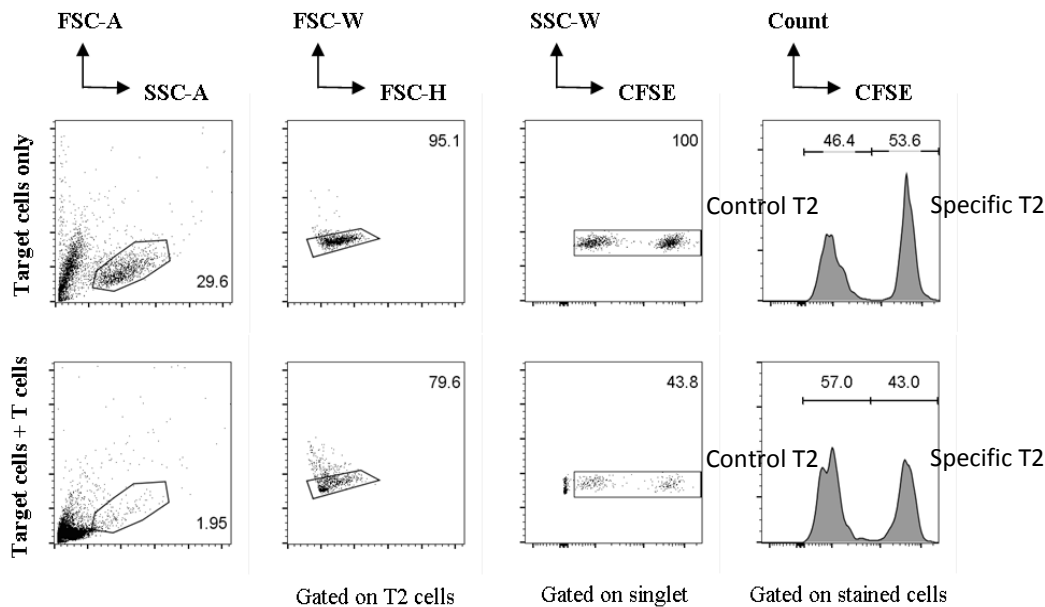 FSC-A
SSC-A
FSC-W
FSC-H
SSC-W
CFSE
Count
CFSE
Target cells only
29.6
95.1
100
46.4
53.6
Control T2
Specific T2
Target cells + T cells
1.95
79.6
43.8
57.0
43.0
Control T2
Specific T2
Gated on T2 cells
Gated on singlet
Gated on stained cells